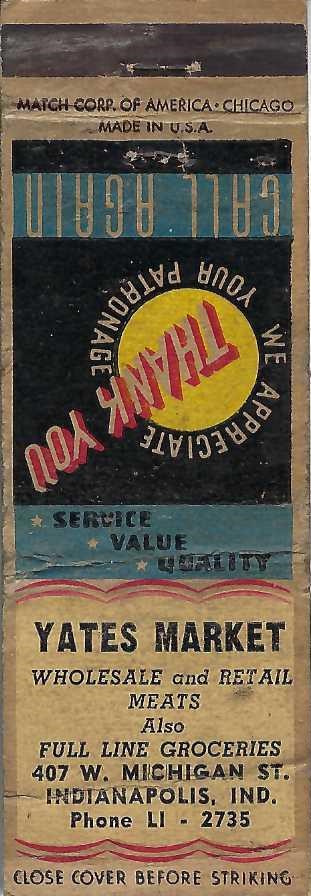 MATCH CORP. OF AMERICA · CHICAGO
MADE IN U.S.A.
CALL AGAIN
WE APPRECIATE
YOUR PATRONAGE
THANK YOU
★ SERVICE
★ VALUE
★ QUALITY
YATES MARKET
WHOLESALE and RETAIL
MEATS
Also
FULL LINE GROCERIES
407 W. MICHIGAN ST.
INDIANAPOLIS, IND.
Phone LI - 2735
CLOSE COVER BEFORE STRIKING